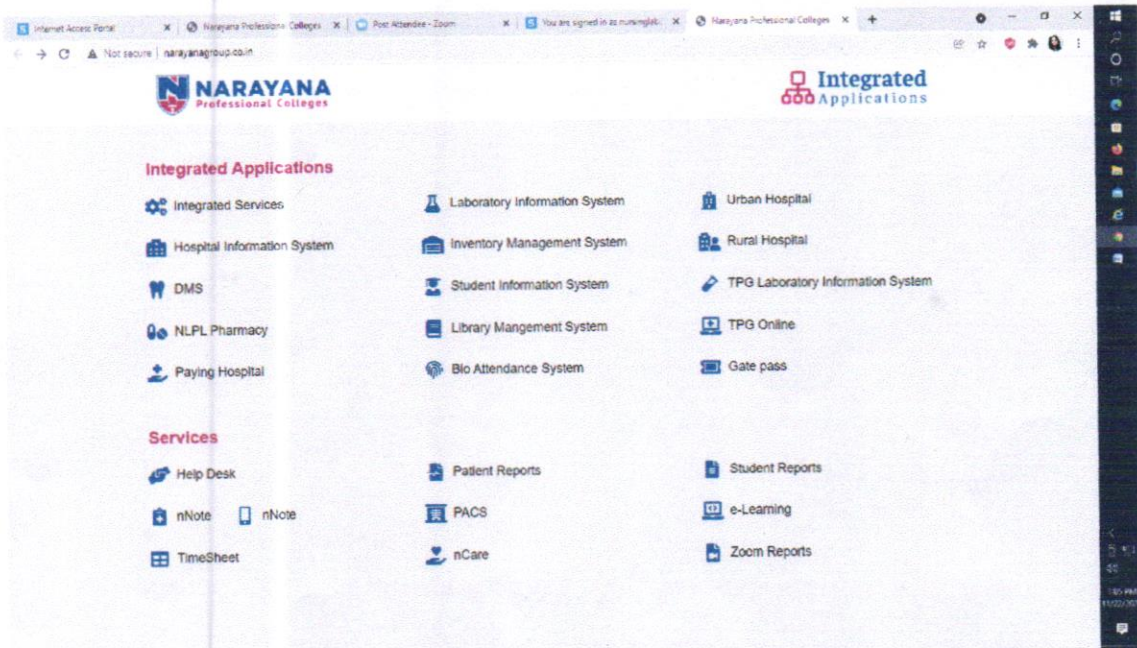 Internet Access Portal
Narayana Professional Colleges
Post Attendee - Zoom
You are signed in as nursinglab
Narayana Professional Colleges
Not secure | narayanagroup.co.in
NARAYANA
Professional Colleges
Integrated
Applications
Integrated Applications
Integrated Services
Laboratory Information System
Urban Hospital
Hospital Information System
Inventory Management System
Rural Hospital
DMS
Student Information System
TPG Laboratory Information System
NLPL Pharmacy
Library Mangement System
TPG Online
Paying Hospital
Bio Attendance System
Gate pass
Services
Help Desk
Patient Reports
Student Reports
nNote
nNote
PACS
e-Learning
TimeSheet
nCare
Zoom Reports
1:05 PM